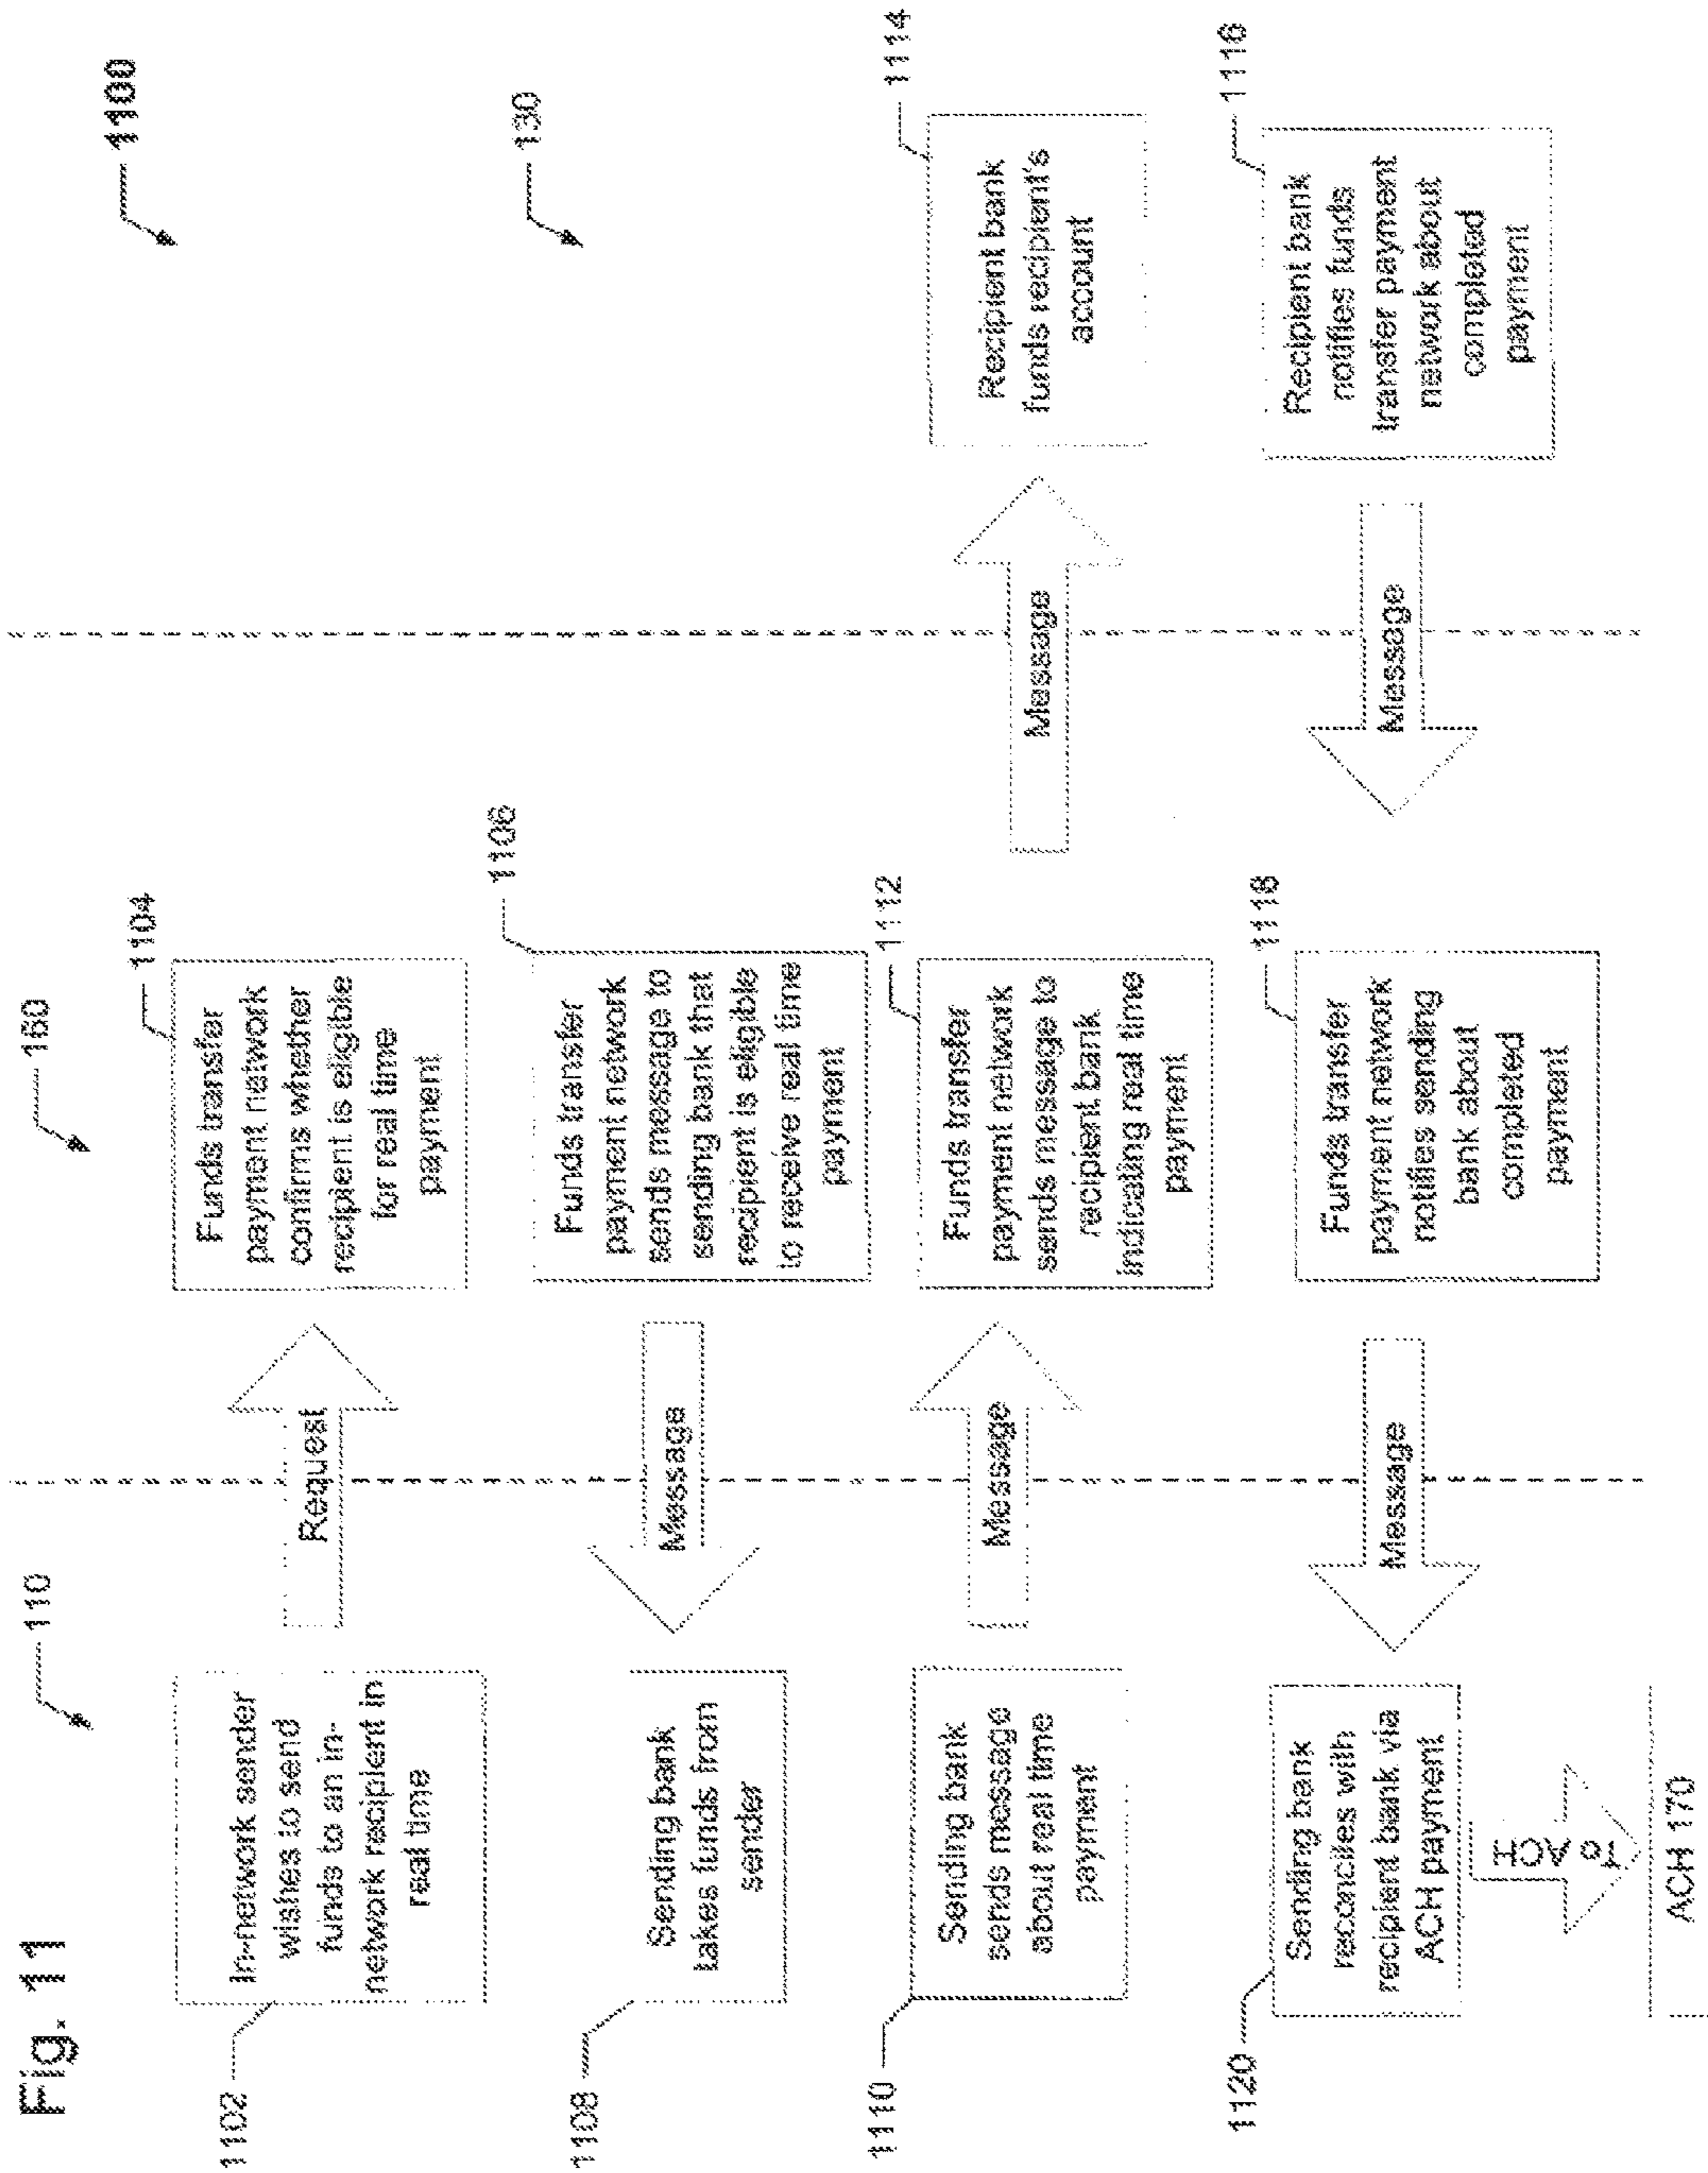 Fig. 11
110
160
1100
130
1102
In-network sender
wishes to send
funds to an in-
network recipient in
real time
Request
1104
Funds transfer
payment network
confirms whether
recipient is eligible
for real time
payment
1106
Funds transfer
payment network
sends message to
sending bank that
recipient is eligible
to receive real time
payment
Message
1108
Sending bank
takes funds from
sender
1110
Sending bank
sends message
about real time
payment
Message
1112
Funds transfer
payment network
sends message to
recipient bank
indicating real time
payment
Message
1114
Recipient bank
funds recipient's
account
1116
Recipient bank
notifies funds
transfer payment
network about
completed
payment
Message
1118
Funds transfer
payment network
notifies sending
bank about
completed
payment
Message
1120
Sending bank
reconciles with
recipient bank via
ACH payment
To ACH
ACH 170